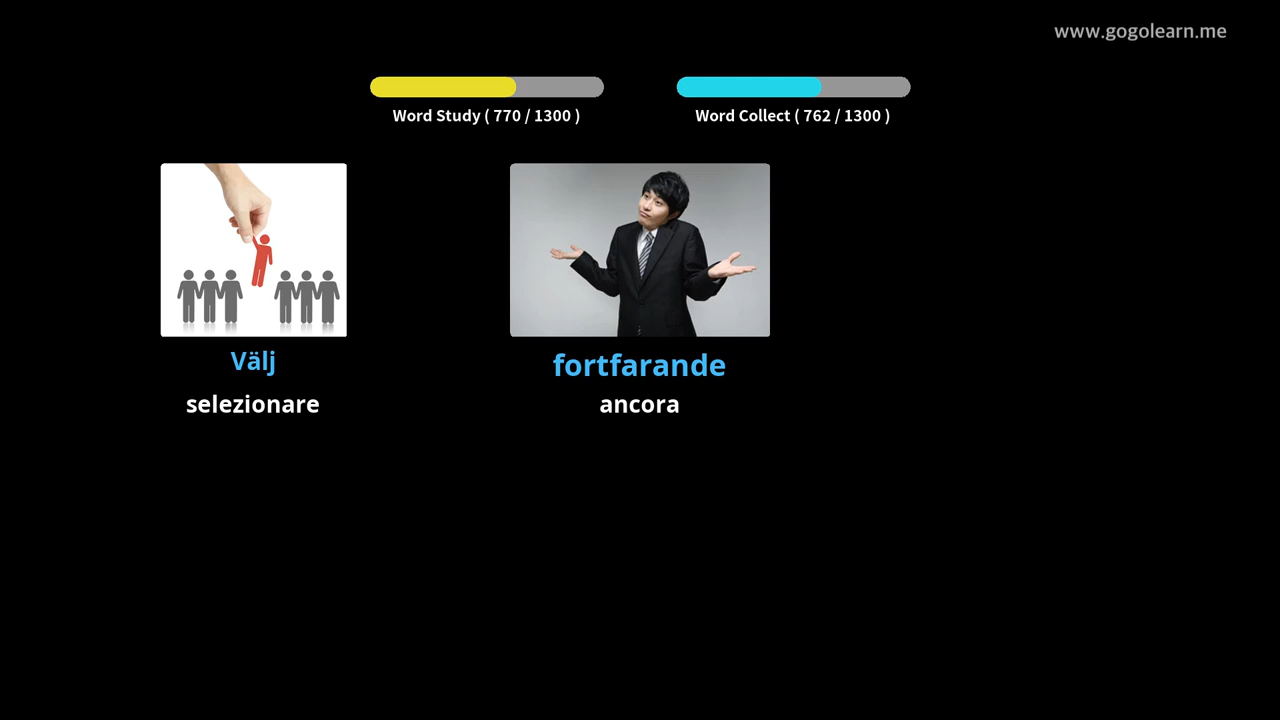 www.gogolearn.me
Word Study ( 770 / 1300 )
Word Collect ( 762 / 1300 )
Välj
selezionare
fortfarande
ancora